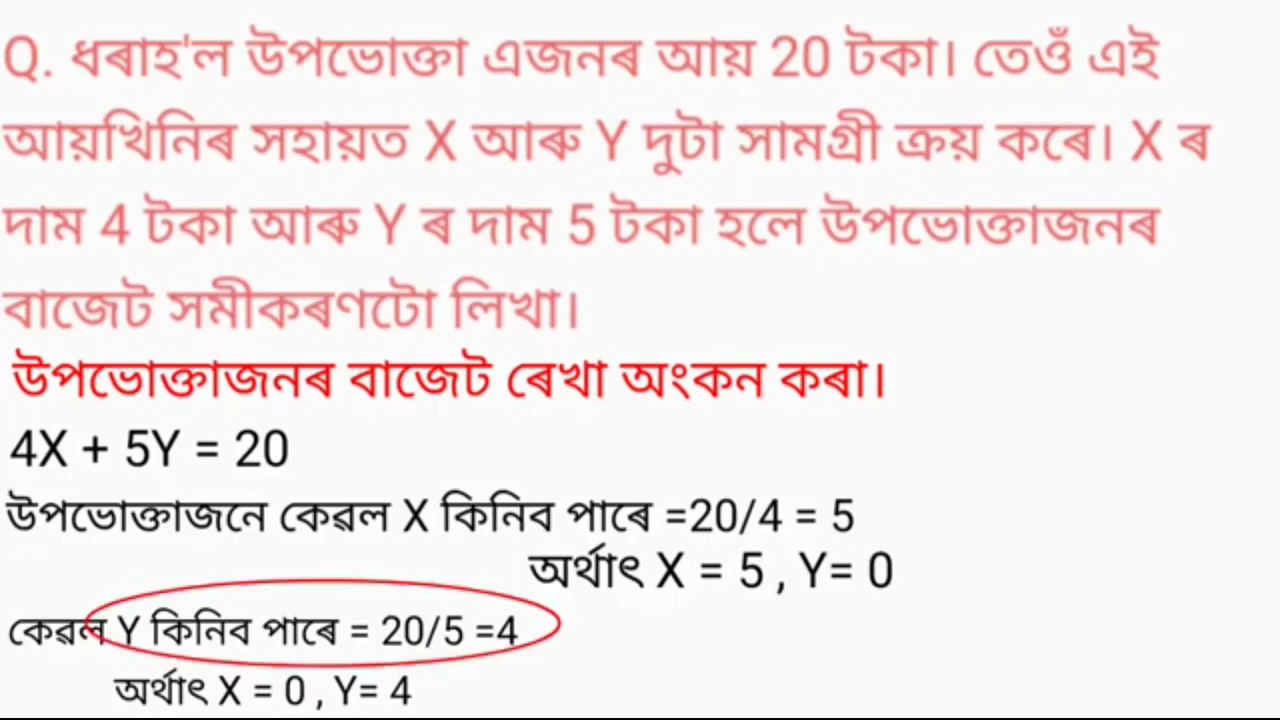 Q. ধৰাহ'ল উপভোক্তা এজনৰ আয় 20 টকা। তেওঁ এই
আয়খিনিৰ সহায়ত X আৰু Y দুটা সামগ্ৰী ক্ৰয় কৰে। X ৰ
দাম 4 টকা আৰু Y ৰ দাম 5 টকা হলে উপভোক্তাজনৰ
বাজেট সমীকৰণটো লিখা।
উপভোক্তাজনৰ বাজেট ৰেখা অংকন কৰা।
4X + 5Y = 20
উপভোক্তাজনে কেৱল X কিনিব পাৰে =20/4 = 5
অৰ্থাৎ X = 5 , Y= 0
কেৱল Y কিনিব পাৰে = 20/5 =4
অৰ্থাৎ X = 0 , Y= 4